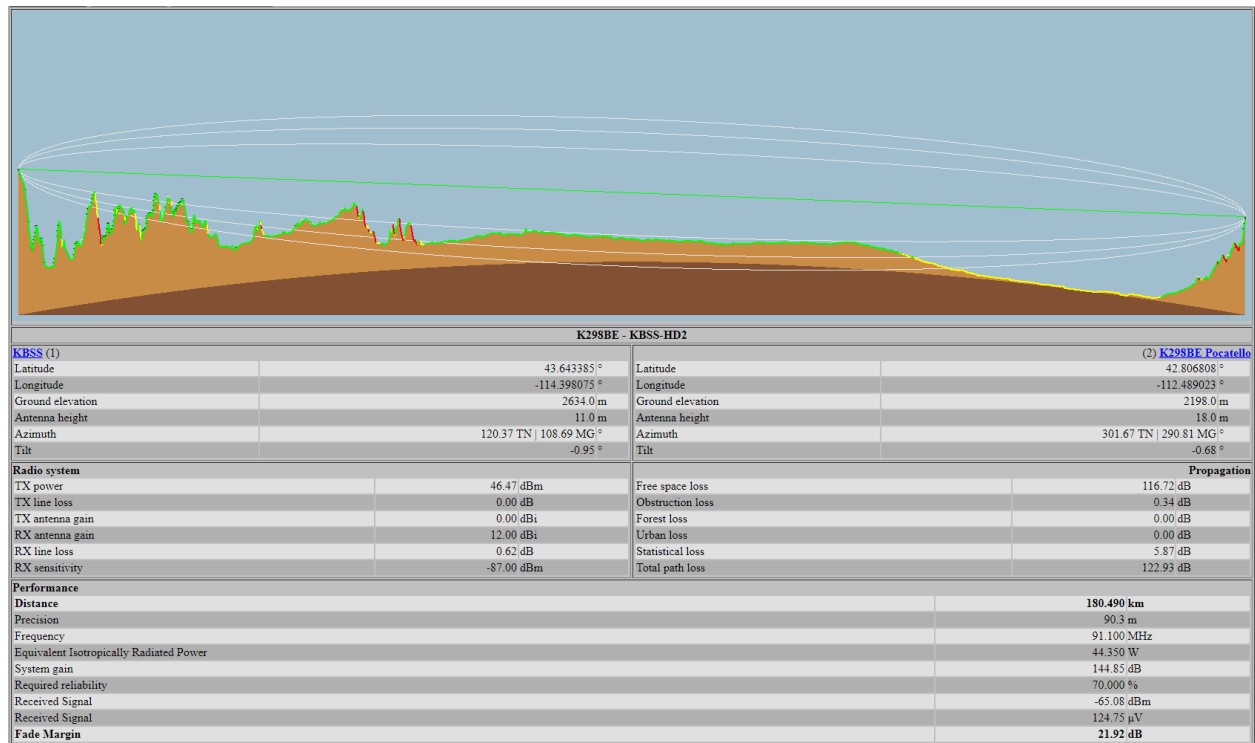 K298BE - KBSS-HD2
KBSS (1) (2) K298BE Pocatello
Latitude 43.643385 ° Latitude 42.806808 °
Longitude -114.398075 ° Longitude -112.489023 °
Ground elevation 2634.0 m Ground elevation 2198.0 m
Antenna height 11.0 m Antenna height 18.0 m
Azimuth 120.37 TN | 108.69 MG ° Azimuth 301.67 TN | 290.81 MG °
Tilt -0.95 ° Tilt -0.68 °
Radio system Propagation
TX power 46.47 dBm Free space loss 116.72 dB
TX line loss 0.00 dB Obstruction loss 0.34 dB
TX antenna gain 0.00 dBi Forest loss 0.00 dB
RX antenna gain 12.00 dBi Urban loss 0.00 dB
RX line loss 0.62 dB Statistical loss 5.87 dB
RX sensitivity -87.00 dBm Total path loss 122.93 dB
Performance
Distance 180.490 km
Precision 90.3 m
Frequency 91.100 MHz
Equivalent Isotropically Radiated Power 44.350 W
System gain 144.85 dB
Required reliability 70.000 %
Received Signal -65.08 dBm
Received Signal 124.75 µV
Fade Margin 21.92 dB